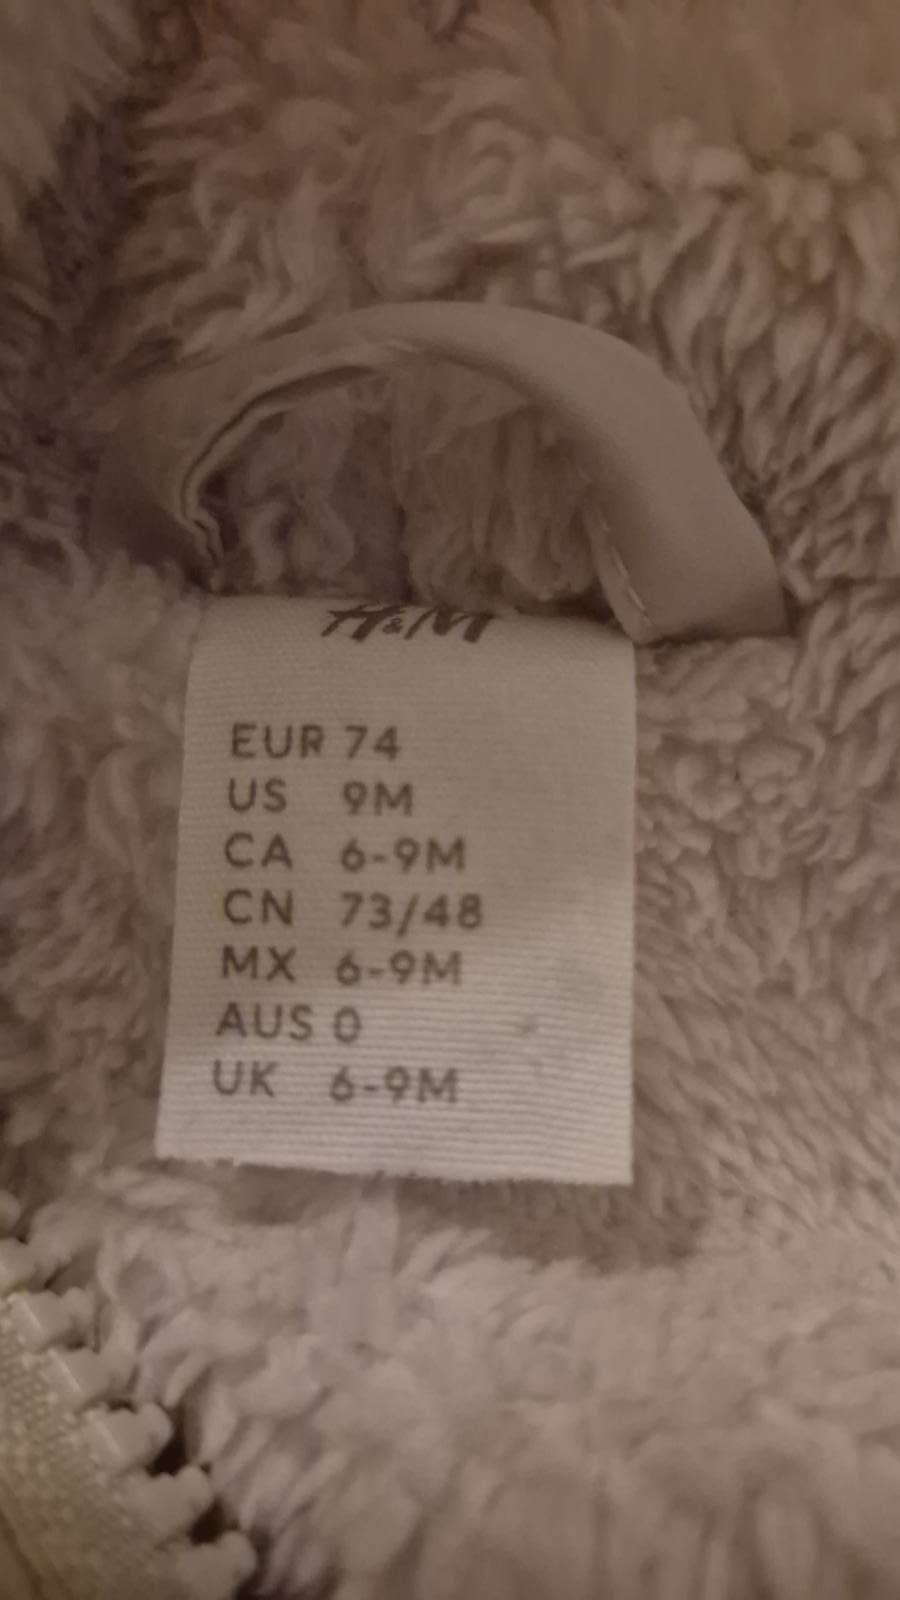 H&M
EUR 74
US 9M
CA 6-9M
CN 73/48
MX 6-9M
AUS 0
UK 6-9M